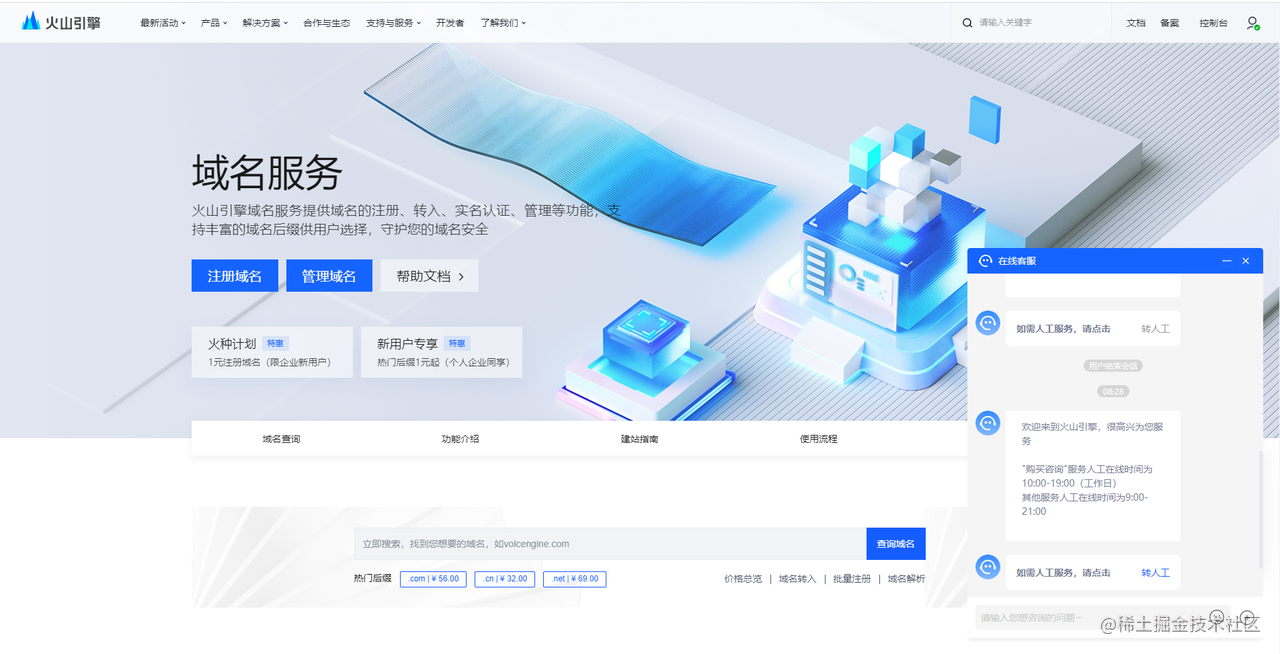 火山引擎 最新活动 产品 解决方案 合作与生态 支持与服务 开发者 了解我们 请输入关键字 文档 备案 控制台
域名服务
火山引擎域名服务提供域名的注册、转入、实名认证、管理等功能，支
持丰富的域名后缀供用户选择，守护您的域名安全
注册域名 管理域名 帮助文档
火种计划 特惠
1元注册域名（限企业新用户）
新用户专享 特惠
热门后缀1元起（个人企业同享）
域名查询 功能介绍 建站指南 使用流程
立即搜索，找到您想要的域名，如volcengine.com 查询域名
热门后缀 .com | ¥ 56.00 .cn | ¥ 32.00 .net | ¥ 69.00 价格总览 | 域名转入 | 批量注册 | 域名解析
在线客服
如需人工服务，请点击 转人工
用户结束会话
08:28
欢迎来到火山引擎，很高兴为您服
务
"购买咨询"服务人工在线时间为
10:00-19:00（工作日）
其他服务人工在线时间为9:00-
21:00
如需人工服务，请点击 转人工
请输入您想咨询的问题~
@稀土掘金技术社区